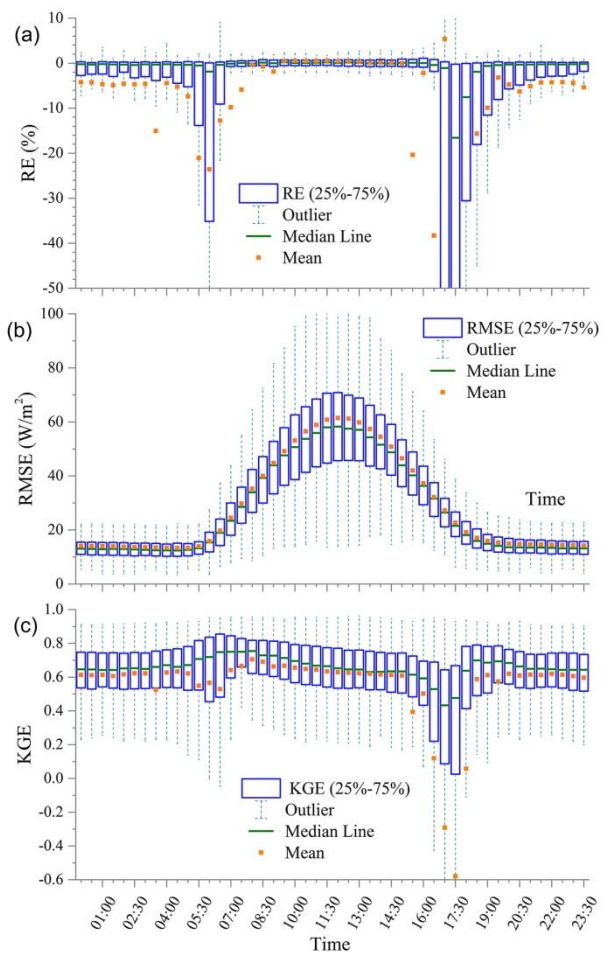 (a)
10
0
-10
-20
-30
-40
-50
RE (%)
RE (25%-75%)
Outlier
Median Line
Mean
(b)
100
80
60
40
20
0
RMSE (W/m²)
RMSE (25%-75%)
Outlier
Median Line
Mean
Time
(c)
1.0
0.8
0.6
0.4
0.2
0.0
-0.2
-0.4
-0.6
KGE
KGE (25%-75%)
Outlier
Median Line
Mean
01:00 02:30 04:00 05:30 07:00 08:30 10:00 11:30 13:00 14:30 16:00 17:30 19:00 20:30 22:00 23:30
Time